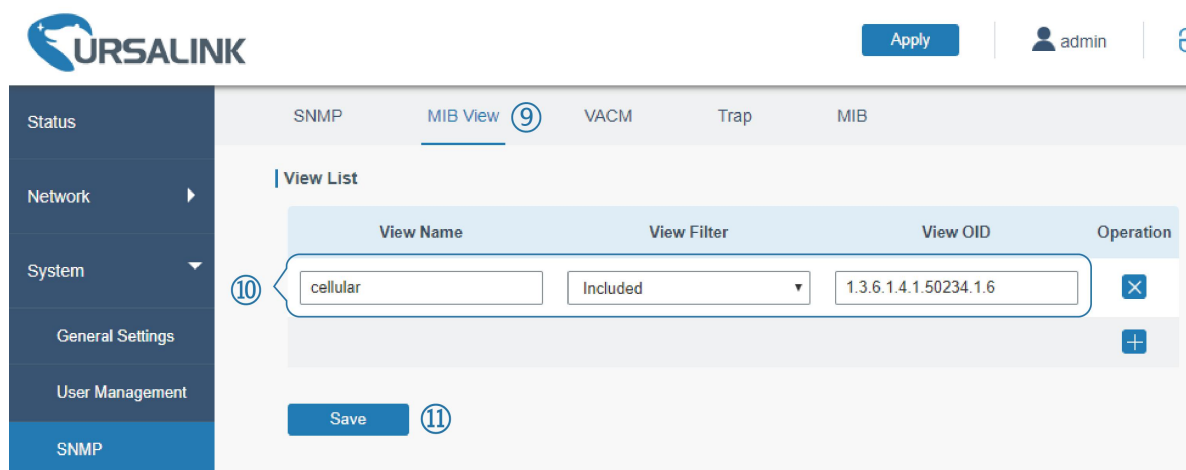 URSALINK
Apply
admin
Status
SNMP MIB View ⑨ VACM Trap MIB
View List
Network
View Name View Filter View OID Operation
System
⑩ cellular Included 1.3.6.1.4.1.50234.1.6
General Settings
User Management
Save ⑪
SNMP